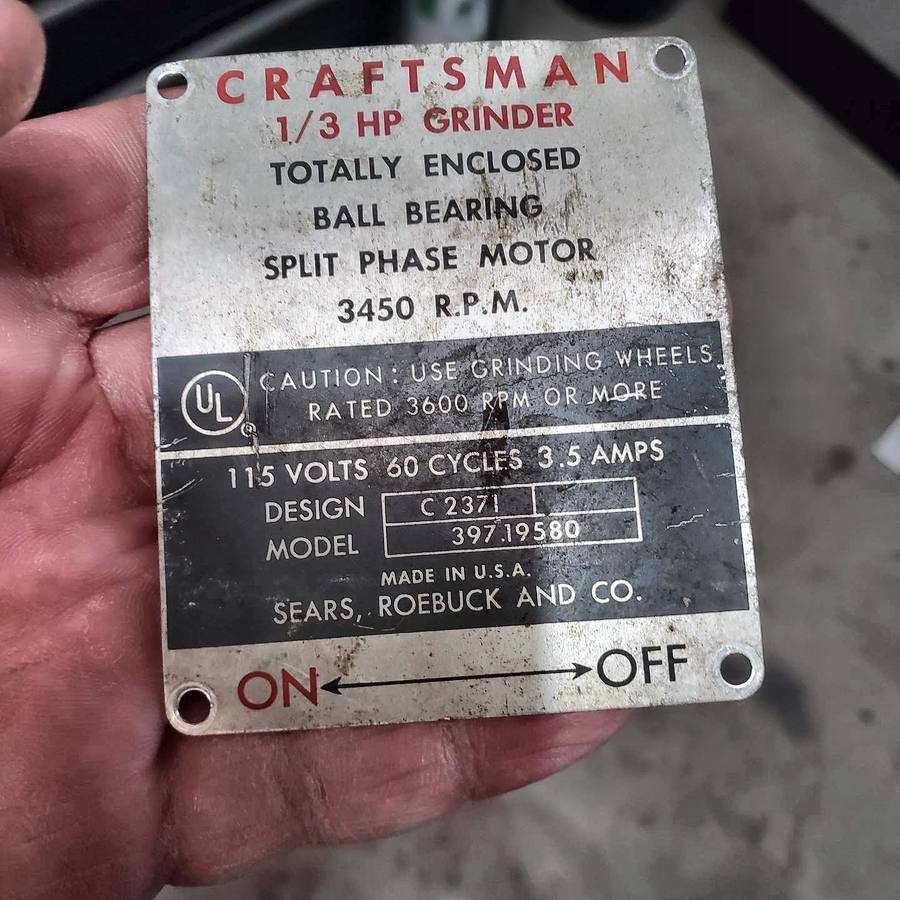 CRAFTSMAN
1/3 HP GRINDER
TOTALLY ENCLOSED
BALL BEARING
SPLIT PHASE MOTOR
3450 R.P.M.
UL
CAUTION: USE GRINDING WHEELS
RATED 3600 RPM OR MORE
115 VOLTS 60 CYCLES 3.5 AMPS
DESIGN C 2371
MODEL 397.19580
MADE IN U.S.A.
SEARS, ROEBUCK AND CO.
ON OFF